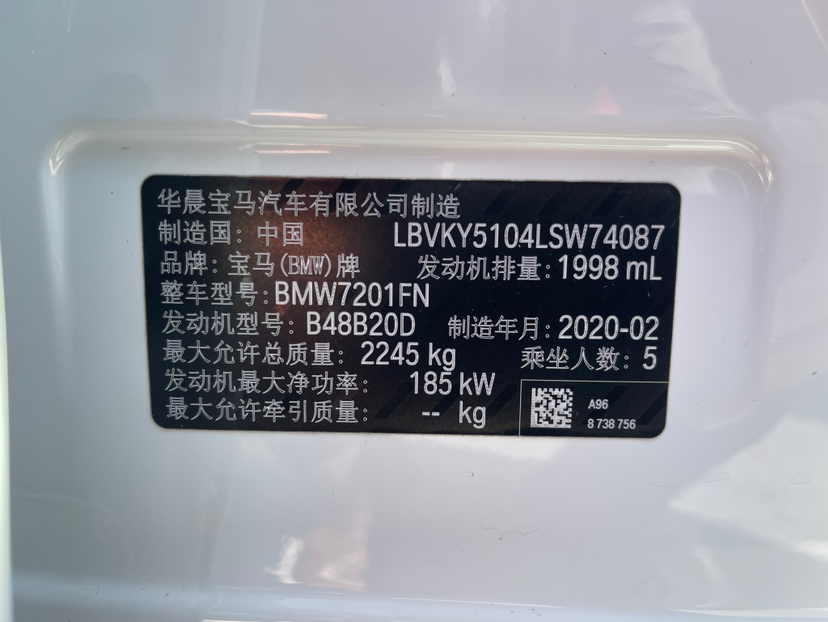 华晨宝马汽车有限公司制造
制造国: 中国 LBVKY5104LSW74087
品牌: 宝马(BMW)牌 发动机排量: 1998 mL
整车型号: BMW7201FN
发动机型号: B48B20D 制造年月: 2020-02
最大允许总质量: 2245 kg 乘坐人数: 5
发动机最大净功率: 185 kW
最大允许牵引质量: -- kg
A96
8 738 756